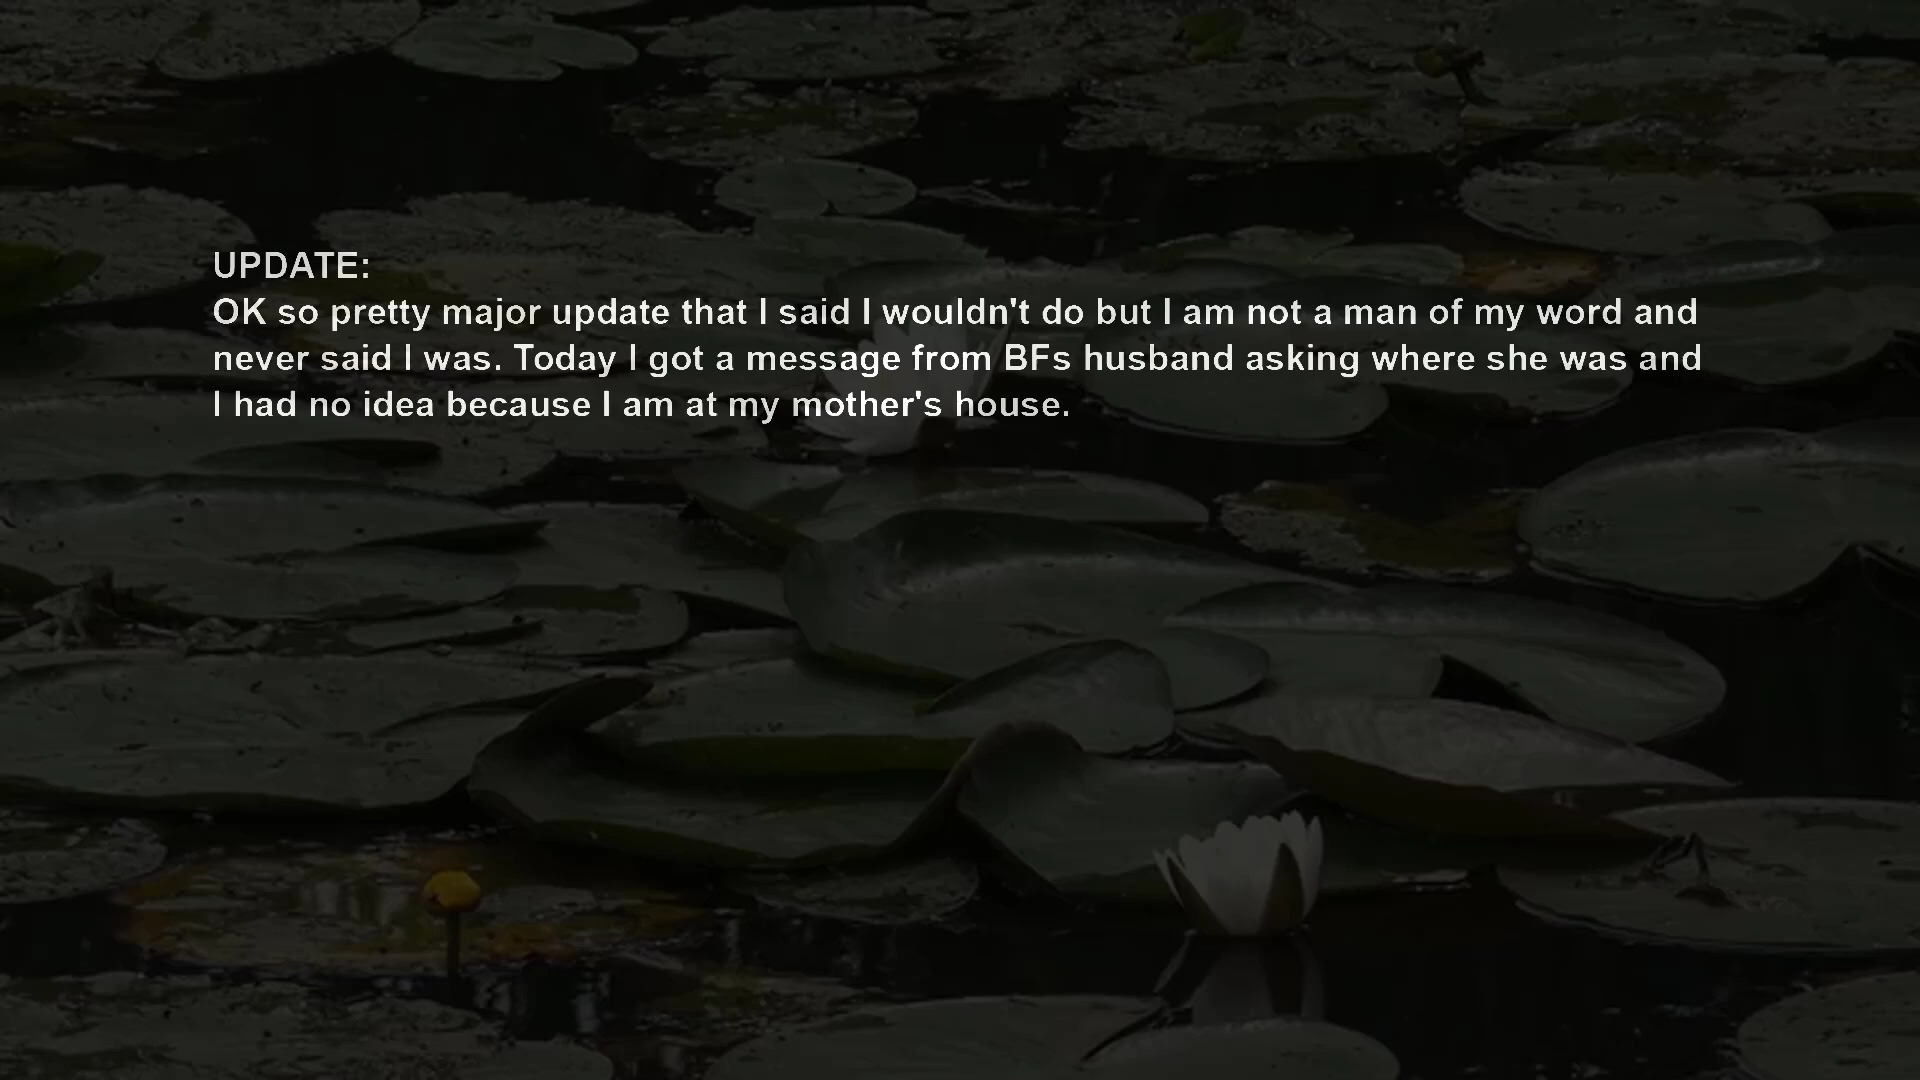 UPDATE:
OK so pretty major update that I said I wouldn't do but I am not a man of my word and
never said I was. Today I got a message from BFs husband asking where she was and
I had no idea because I am at my mother's house.